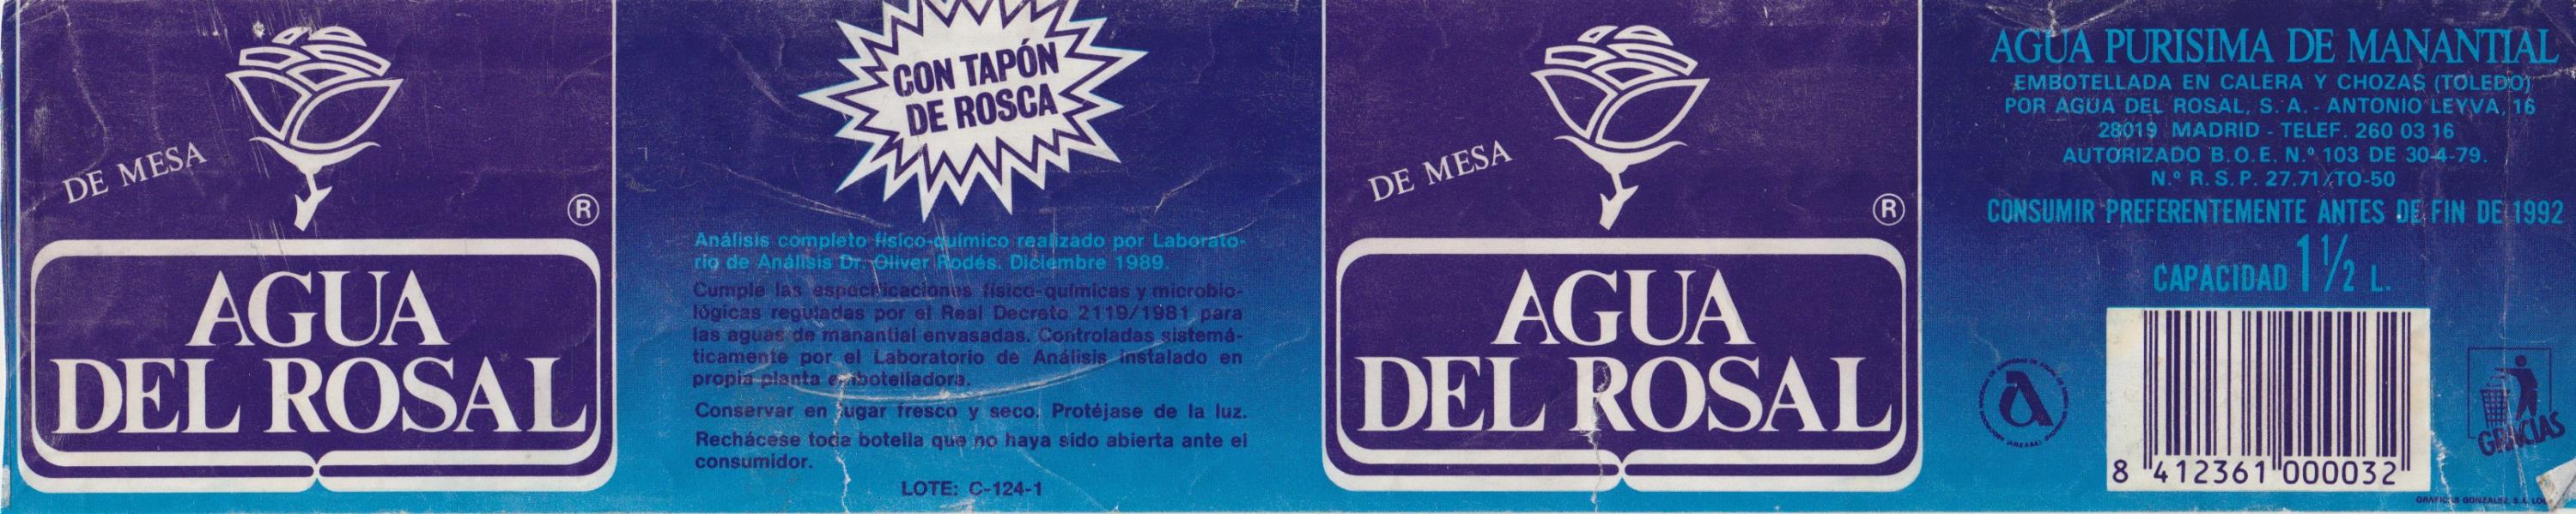 DE MESA
®
AGUA
DEL ROSAL
CON TAPÓN
DE ROSCA
Análisis completo físico-químico realizado por Laborato-
rio de Análisis Dr. Oliver Rodés. Diciembre 1989.
Cumple las especificaciones físico-químicas y microbio-
lógicas reguladas por el Real Decreto 2119/1981 para
las aguas de manantial envasadas. Controladas sistemá-
ticamente por el Laboratorio de Análisis instalado en
propia planta embotelladora.
Conservar en lugar fresco y seco. Protéjase de la luz.
Rechácese toda botella que no haya sido abierta ante el
consumidor.
LOTE: C-124-1
DE MESA
®
AGUA
DEL ROSAL
AGUA PURISIMA DE MANANTIAL
EMBOTELLADA EN CALERA Y CHOZAS (TOLEDO)
POR AGUA DEL ROSAL, S. A. - ANTONIO LEYVA, 16
28019 MADRID - TELEF. 260 03 16
AUTORIZADO B.O.E. N.º 103 DE 30-4-79.
N.º R.S.P. 27.71/TO-50
CONSUMIR PREFERENTEMENTE ANTES DE FIN DE 1992
CAPACIDAD 1 1/2 L.
8 412361 000032
GRACIAS
GRAFICAS GONZALEZ, S.A.